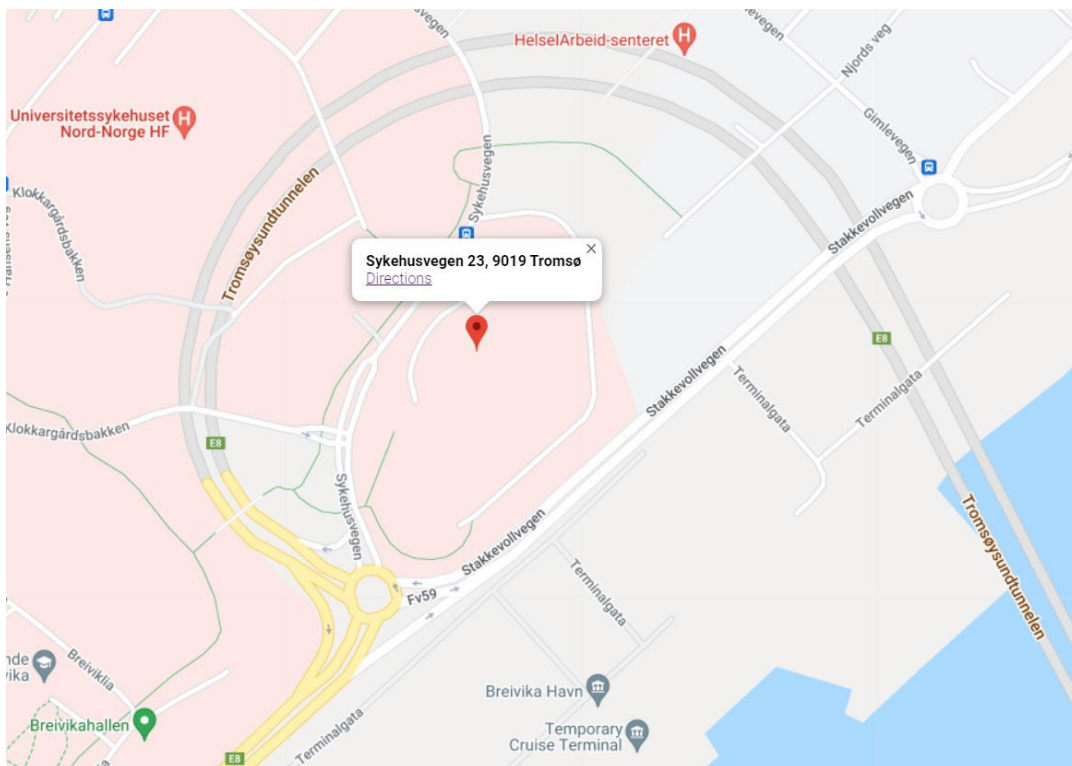 HelseIArbeid-senteret
Universitetssykehuset
Nord-Norge HF
Sykehusvegen
Njords veg
Gimlevegen
Klokkargårdsbakken
Tromsøysundtunnelen
Stakkevollvegen
Sykehusvegen 23, 9019 Tromsø
Directions
E8
Stakkevollvegen
Terminalgata
Terminalgata
Klokkargårdsbakken
E8
Sykehusvegen
Stakkevollvegen
Tromsøysundtunnelen
Fv59
Terminalgata
Breiviklia
Breivikahallen
Breivika Havn
Temporary
Cruise Terminal
Terminalgata
E8